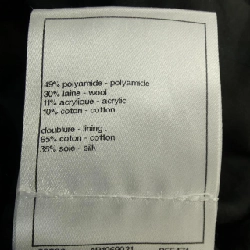 49% polyamide - polyamide
30% laine - wool
11% acrylique - acrylic
10% coton - cotton
doublure - lining
65% coton - cotton
35% soie - silk